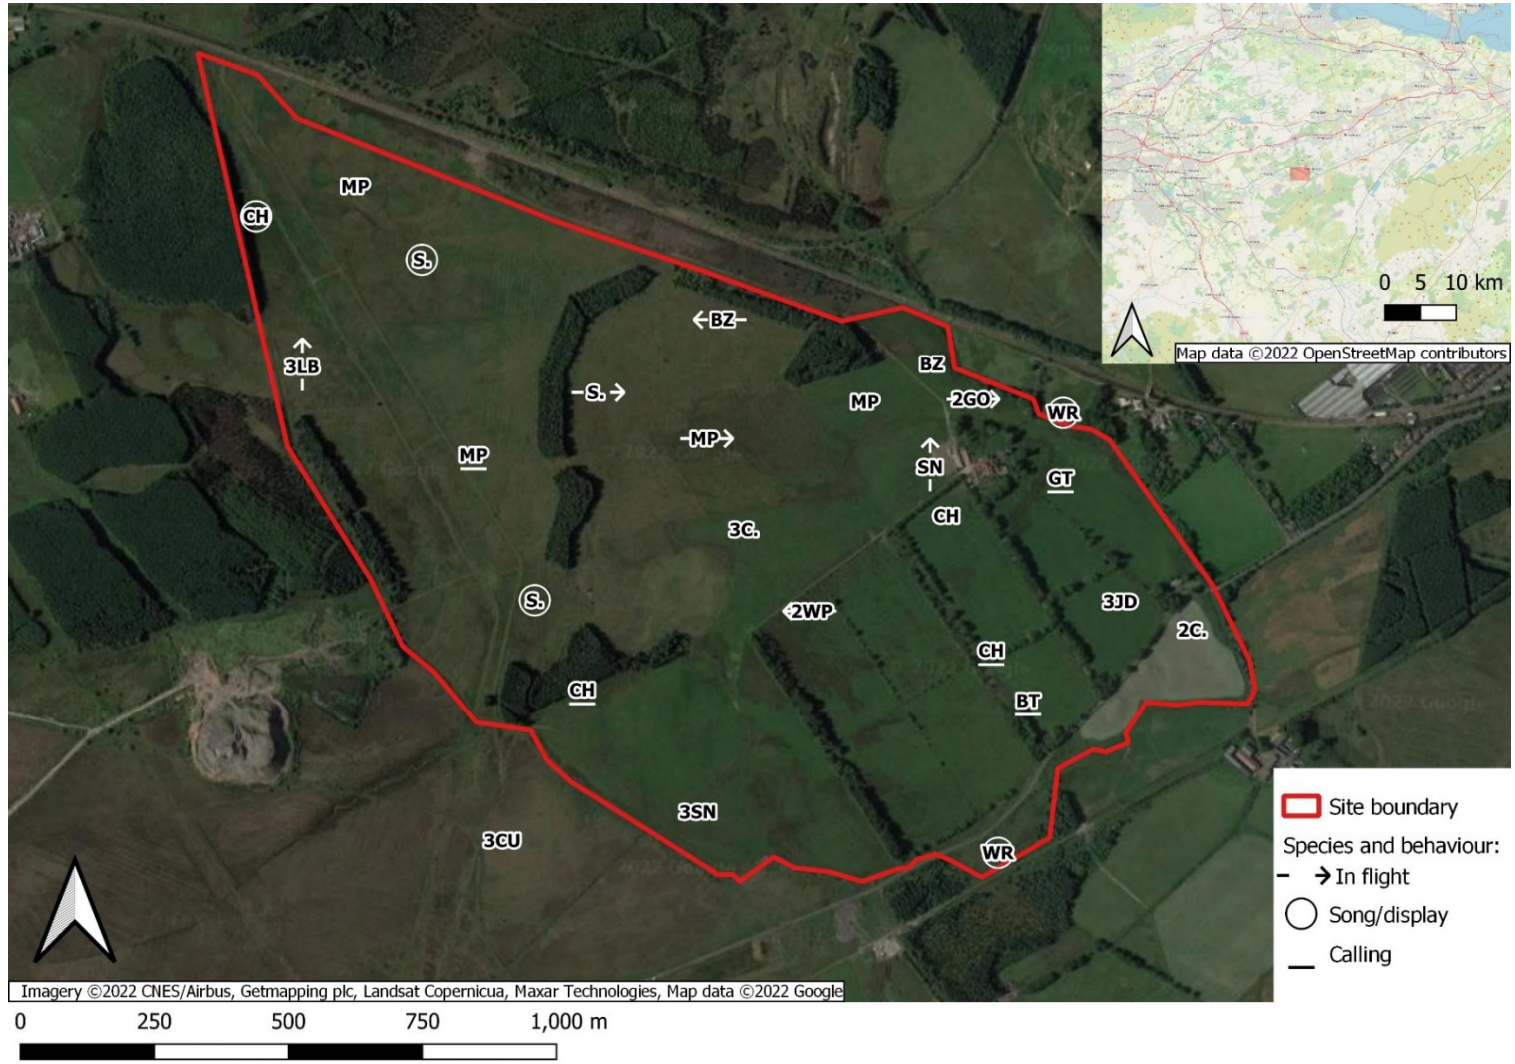 MP
CH
S.
0 5 10 km
Map data ©2022 OpenStreetMap contributors
BZ
3LB
BZ
S.
MP
2GO
WR
MP
MP
SN
GT
CH
3C.
S.
2WP
3JD
2C.
CH
CH
BT
3SN
3CU
WR
Site boundary
Species and behaviour:
In flight
Song/display
Calling
Imagery ©2022 CNES/Airbus, Getmapping plc, Landsat Copernicua, Maxar Technologies, Map data ©2022 Google
0 250 500 750 1,000 m